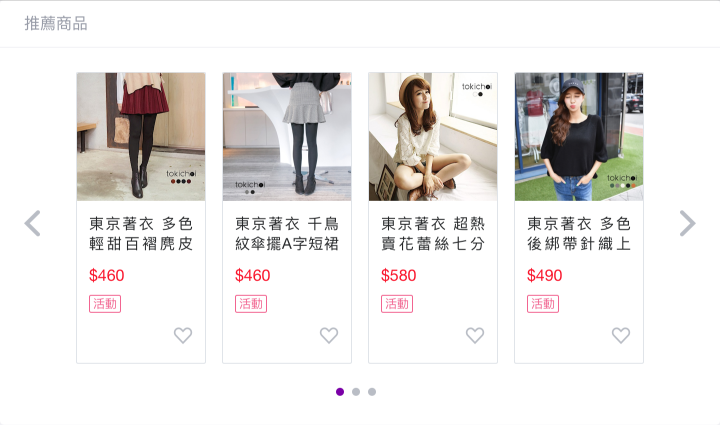 推薦商品
tokichoi
tokichoi
tokichoi
tokichoi
東京著衣 多色
輕甜百褶麂皮
$460
活動
東京著衣 千鳥
紋傘擺A字短裙
$460
活動
東京著衣 超熱
賣花蕾絲七分
$580
活動
東京著衣 多色
後綁帶針織上
$490
活動